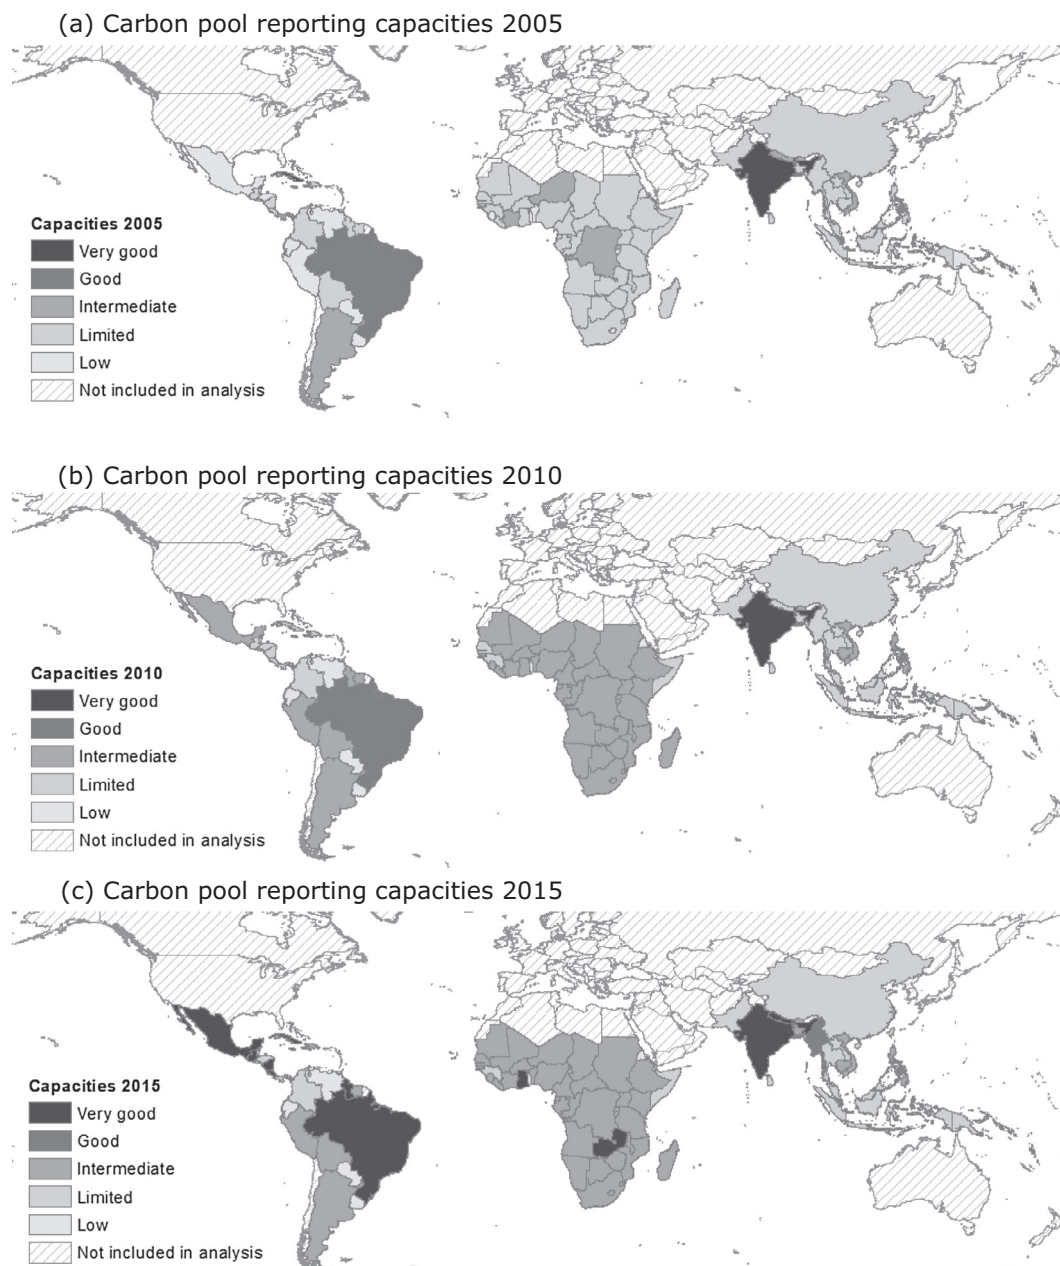 (a) Carbon pool reporting capacities 2005
Capacities 2005
Very good
Good
Intermediate
Limited
Low
Not included in analysis
(b) Carbon pool reporting capacities 2010
Capacities 2010
Very good
Good
Intermediate
Limited
Low
Not included in analysis
(c) Carbon pool reporting capacities 2015
Capacities 2015
Very good
Good
Intermediate
Limited
Low
Not included in analysis